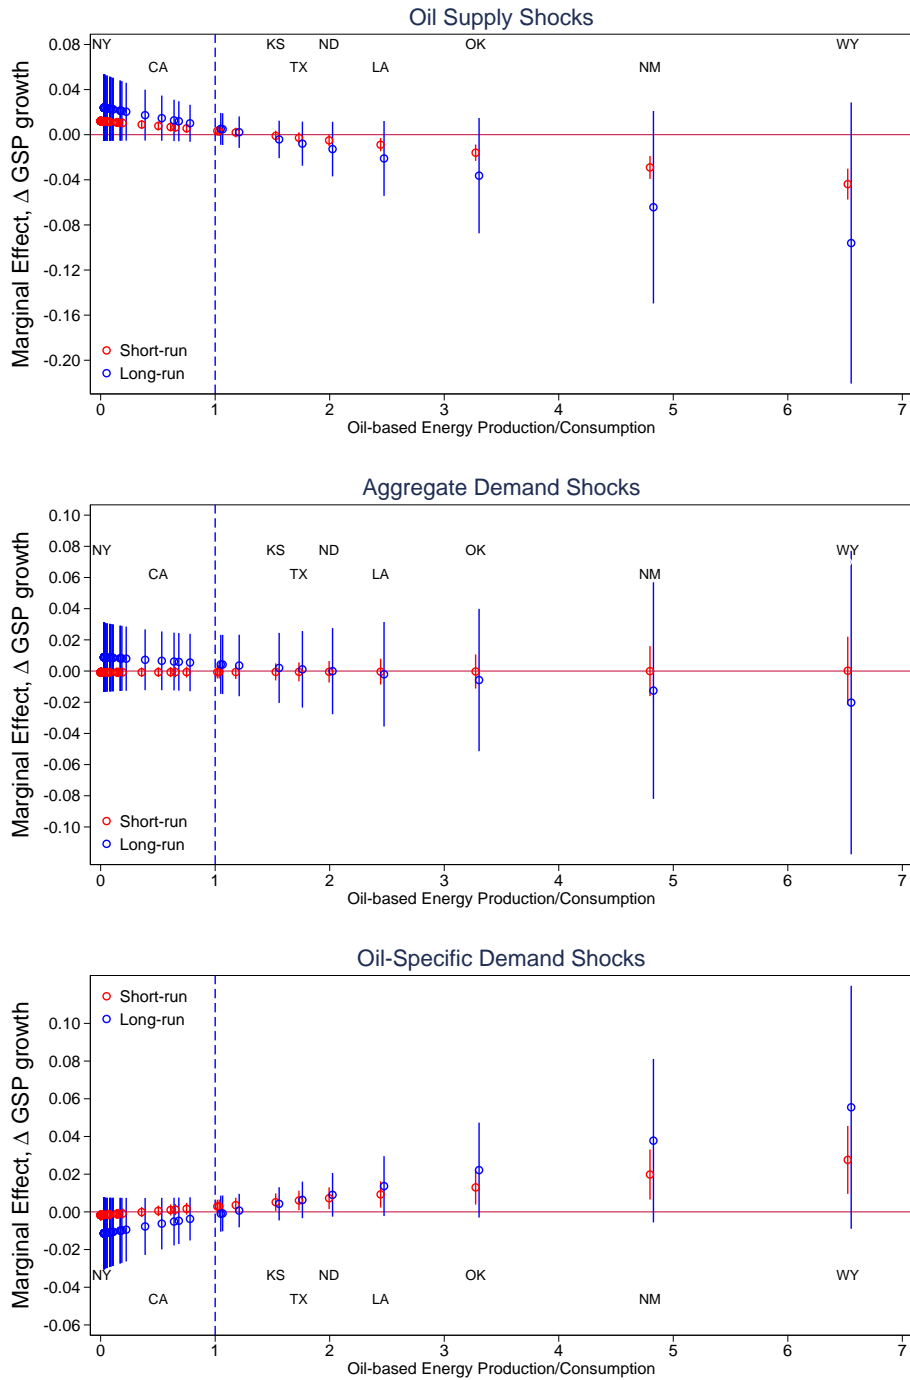 Oil Supply Shocks
Marginal Effect, Δ GSP growth
0.08
0.04
0.00
-0.04
-0.08
-0.12
-0.16
-0.20
NY KS ND OK WY
CA TX LA NM
Short-run
Long-run
0 1 2 3 4 5 6 7
Oil-based Energy Production/Consumption
Aggregate Demand Shocks
Marginal Effect, Δ GSP growth
0.10
0.08
0.06
0.04
0.02
0.00
-0.02
-0.04
-0.06
-0.08
-0.10
NY KS ND OK WY
CA TX LA NM
Short-run
Long-run
0 1 2 3 4 5 6 7
Oil-based Energy Production/Consumption
Oil-Specific Demand Shocks
Marginal Effect, Δ GSP growth
Short-run
Long-run
0.10
0.08
0.06
0.04
0.02
0.00
-0.02
-0.04
-0.06
NY KS ND OK WY
CA TX LA NM
0 1 2 3 4 5 6 7
Oil-based Energy Production/Consumption